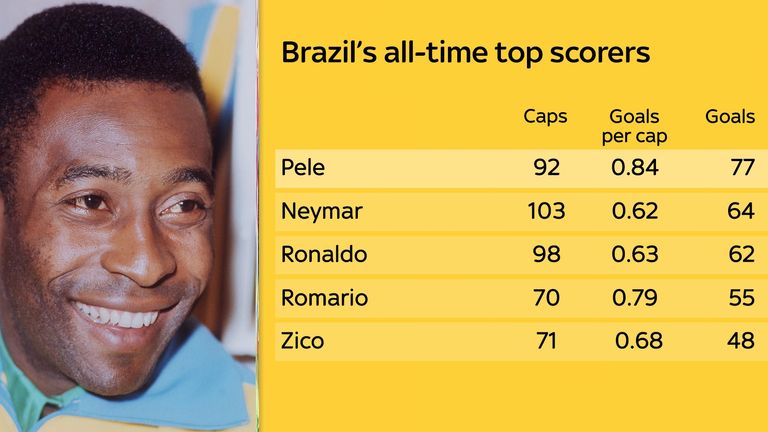 Brazil's all-time top scorers
Caps Goals per cap Goals
Pele 92 0.84 77
Neymar 103 0.62 64
Ronaldo 98 0.63 62
Romario 70 0.79 55
Zico 71 0.68 48